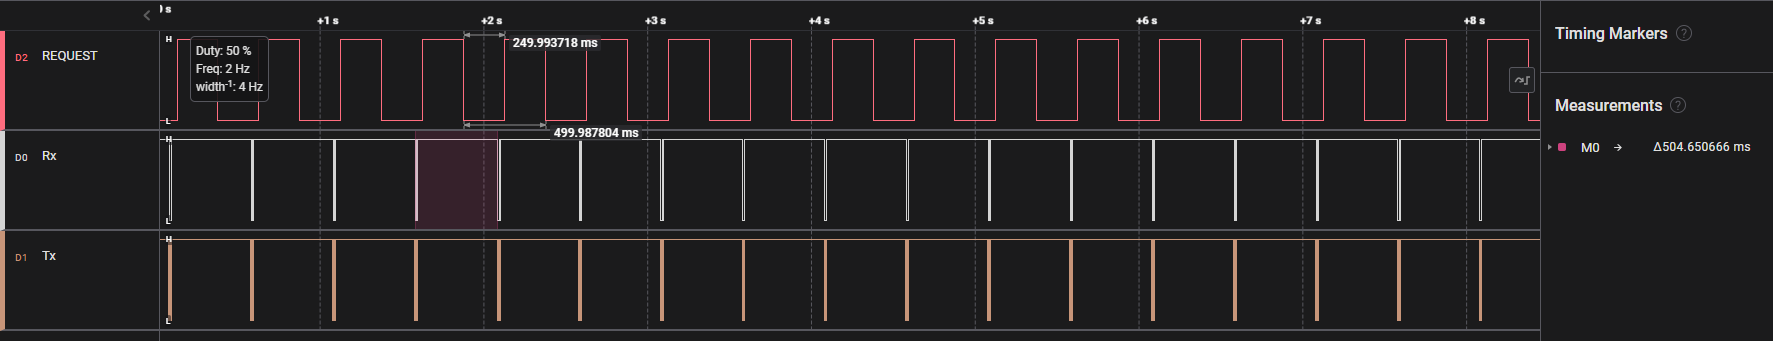 0 s
+1 s +2 s +3 s +4 s +5 s +6 s +7 s +8 s
Timing Markers ?
D2 REQUEST
H
L
Duty: 50 %
Freq: 2 Hz
width-1: 4 Hz
249.993718 ms
499.987804 ms
Measurements ?
M0 → Δ504.650666 ms
D0 Rx
H
L
D1 Tx
H
L